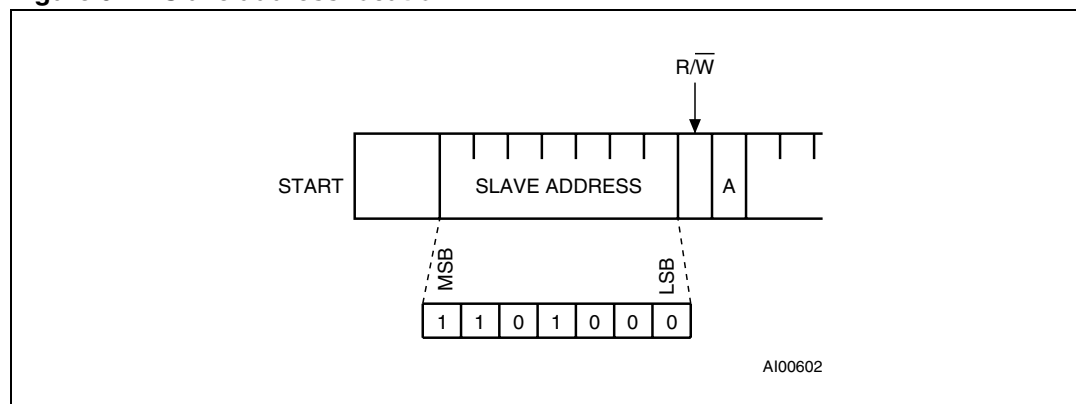 R/W
START
SLAVE ADDRESS
A
MSB
LSB
1 1 0 1 0 0 0
AI00602